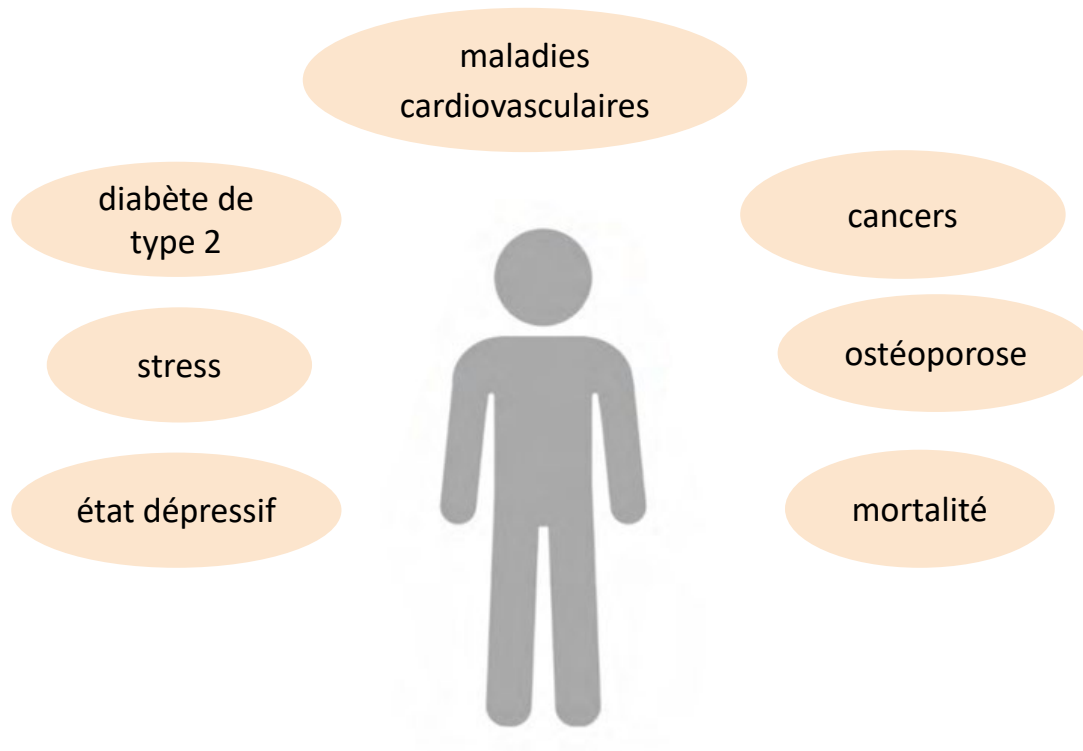 maladies
cardiovasculaires
diabète de
type 2
cancers
stress
ostéoporose
état dépressif
mortalité